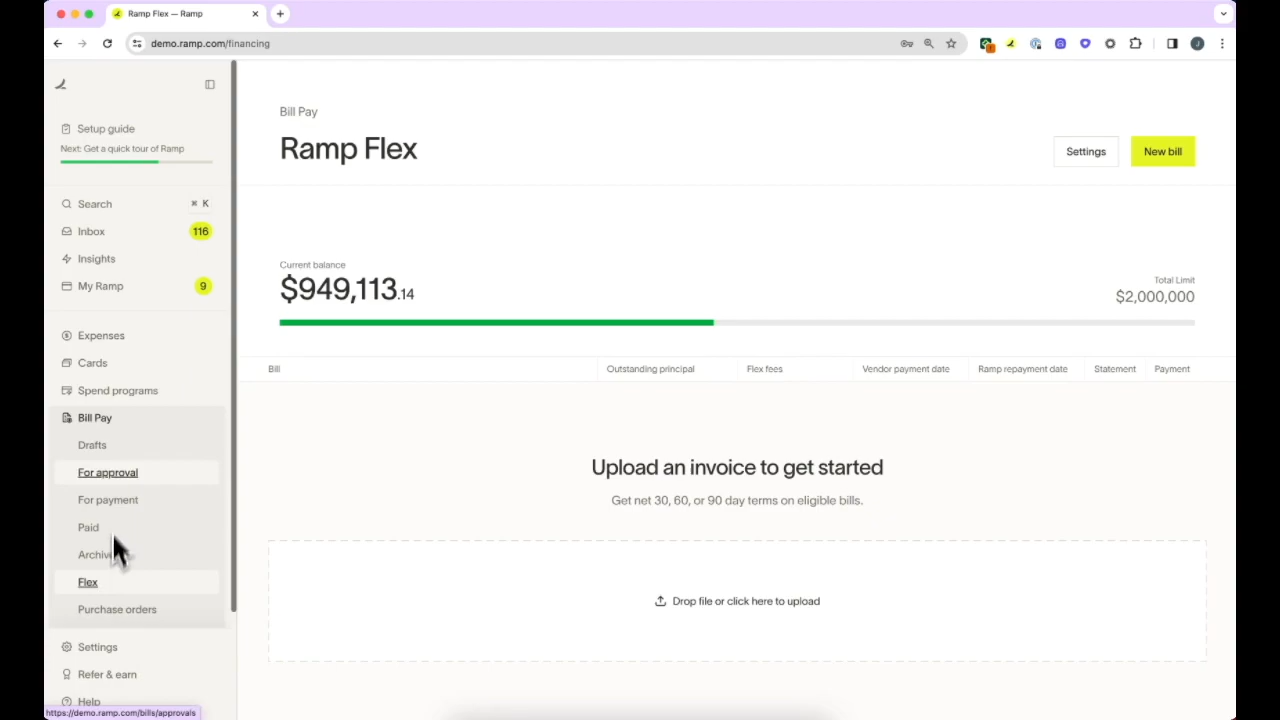 Ramp Flex — Ramp
demo.ramp.com/financing
J
Setup guide
Next: Get a quick tour of Ramp
Search ⌘ K
Inbox 116
Insights
My Ramp 9
Expenses
Cards
Spend programs
Bill Pay
Drafts
For approval
For payment
Paid
Archiv
Flex
Purchase orders
Settings
Refer & earn
Help
https://demo.ramp.com/bills/approvals
Bill Pay
Ramp Flex
Settings
New bill
Current balance
$949,113.14
Total Limit
$2,000,000
Bill Outstanding principal Flex fees Vendor payment date Ramp repayment date Statement Payment
Upload an invoice to get started
Get net 30, 60, or 90 day terms on eligible bills.
Drop file or click here to upload